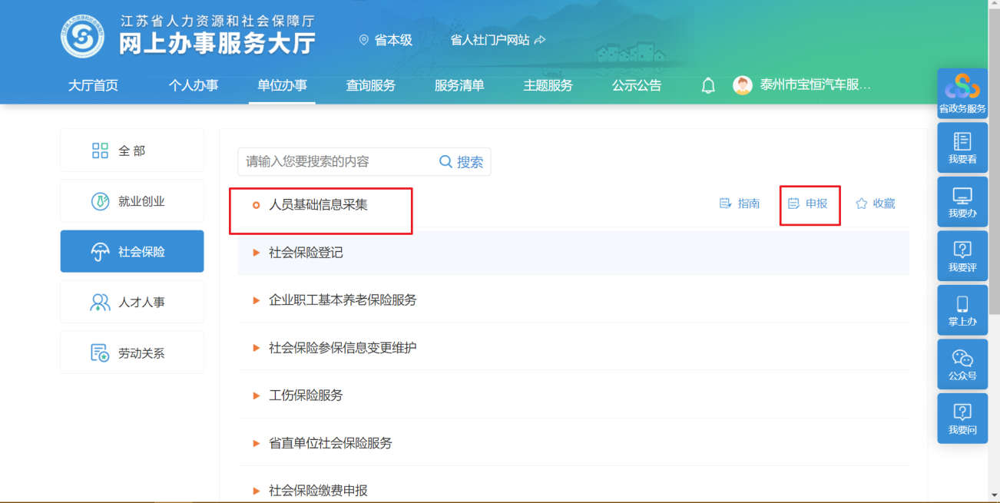 江苏省人力资源和社会保障厅
网上办事服务大厅
省本级
省人社门户网站
大厅首页
个人办事
单位办事
查询服务
服务清单
主题服务
公示公告
泰州市宝恒汽车服...
全部
就业创业
社会保险
人才人事
劳动关系
请输入您要搜索的内容
搜索
人员基础信息采集
指南
申报
收藏
社会保险登记
企业职工基本养老保险服务
社会保险参保信息变更维护
工伤保险服务
省直单位社会保险服务
社会保险缴费申报
省政务服务
我要看
我要办
我要评
掌上办
公众号
我要问